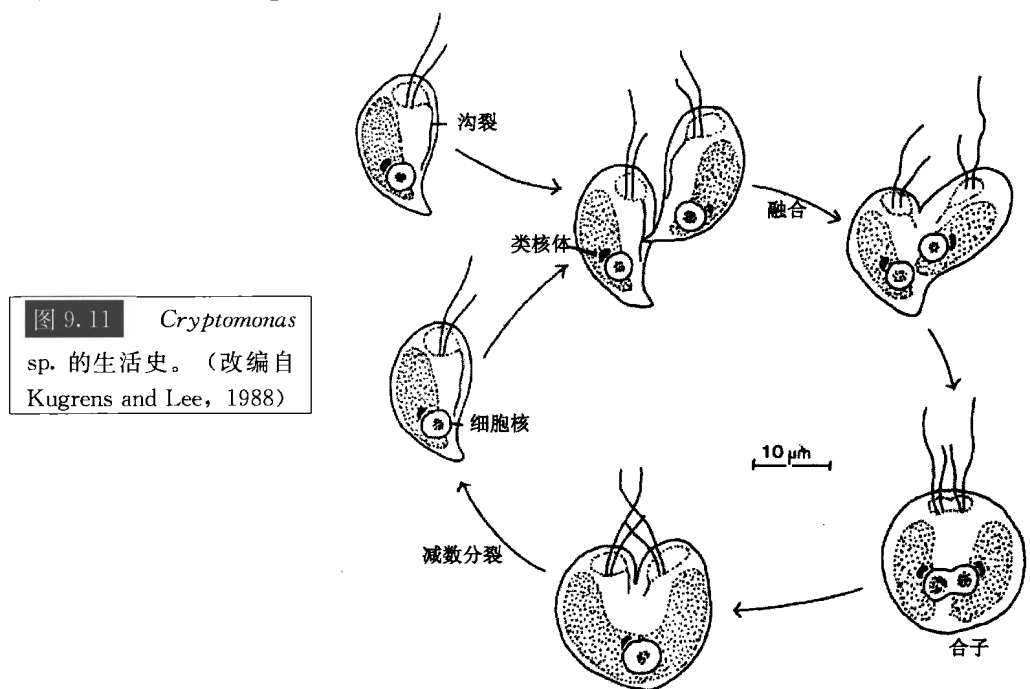 沟裂
融合
类核体
图 9.11 Cryptomonas
sp. 的生活史。（改编自
Kugrens and Lee，1988）
细胞核
10 μm
减数分裂
合子